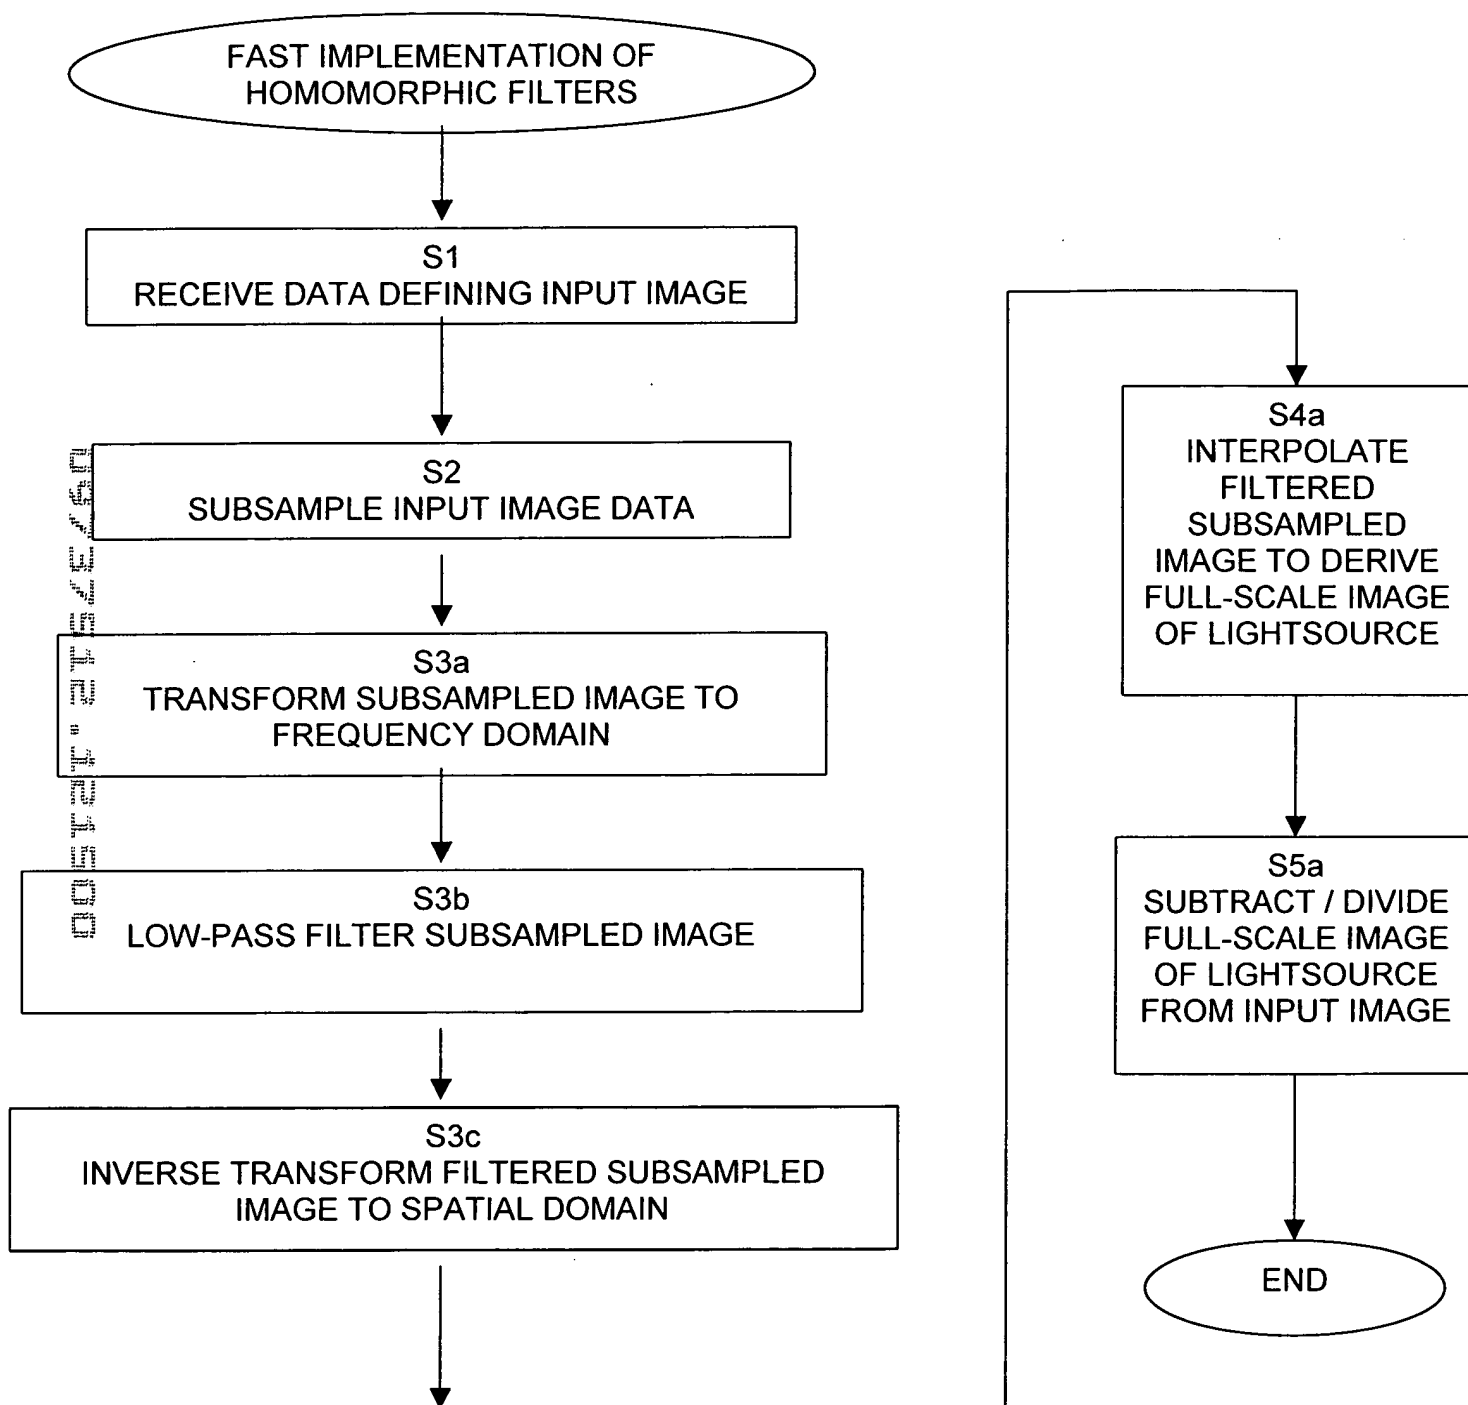 FAST IMPLEMENTATION OF
HOMOMORPHIC FILTERS
S1
RECEIVE DATA DEFINING INPUT IMAGE
S2
SUBSAMPLE INPUT IMAGE DATA
S3a
TRANSFORM SUBSAMPLED IMAGE TO
FREQUENCY DOMAIN
S3b
LOW-PASS FILTER SUBSAMPLED IMAGE
S3c
INVERSE TRANSFORM FILTERED SUBSAMPLED
IMAGE TO SPATIAL DOMAIN
S4a
INTERPOLATE
FILTERED
SUBSAMPLED
IMAGE TO DERIVE
FULL-SCALE IMAGE
OF LIGHTSOURCE
S5a
SUBTRACT / DIVIDE
FULL-SCALE IMAGE
OF LIGHTSOURCE
FROM INPUT IMAGE
END